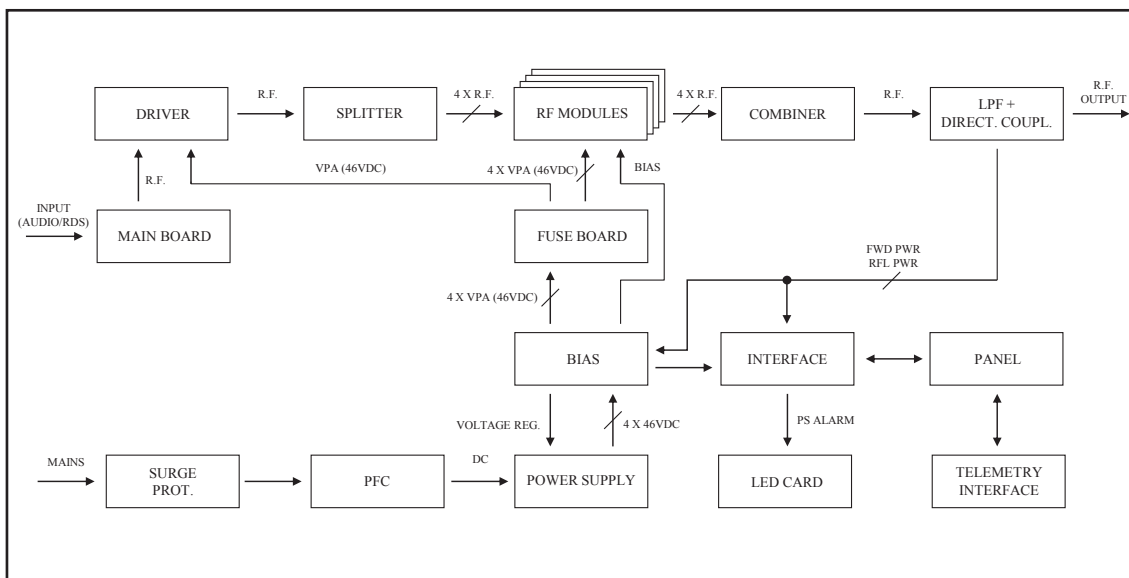 R.F.
4 X R.F.
4 X R.F.
R.F.
R.F.
OUTPUT
DRIVER
SPLITTER
RF MODULES
COMBINER
LPF +
DIRECT. COUPL.
VPA (46VDC)
4 X VPA (46VDC)
BIAS
R.F.
INPUT
(AUDIO/RDS)
MAIN BOARD
FUSE BOARD
FWD PWR
RFL PWR
4 X VPA (46VDC)
BIAS
INTERFACE
PANEL
VOLTAGE REG.
4 X 46VDC
PS ALARM
MAINS
SURGE
PROT.
PFC
DC
POWER SUPPLY
LED CARD
TELEMETRY
INTERFACE